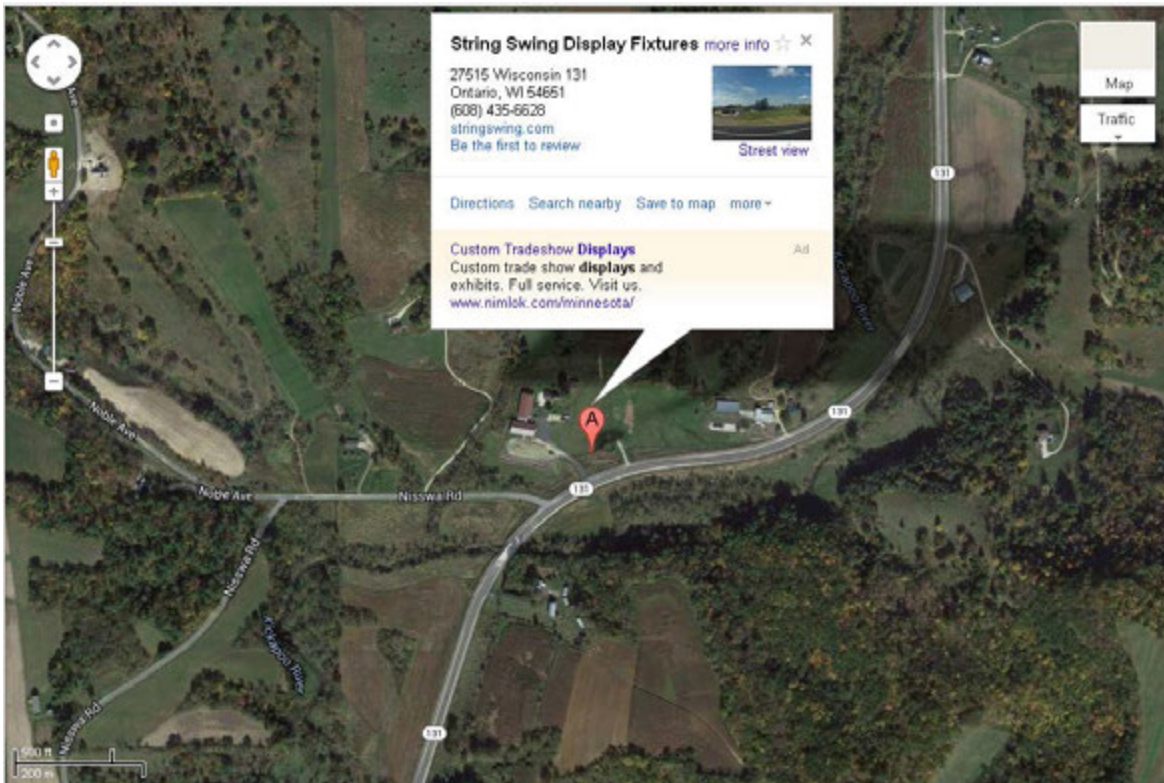 String Swing Display Fixtures more info
27515 Wisconsin 131
Ontario, WI 54651
(608) 435-6628
stringswing.com
Be the first to review
Street view
Directions Search nearby Save to map more
Custom Tradeshow Displays
Ad
Custom trade show displays and
exhibits. Full service. Visit us.
www.nimlok.com/minnesota/
Map
Traffic
Ave
131
Noble Ave
Kickapoo River
A
131
Noble Ave
Noble Ave
Nisswa Rd
131
Nisswa Rd
Kickapoo River
Nisswa Rd
131
500 ft
200 m